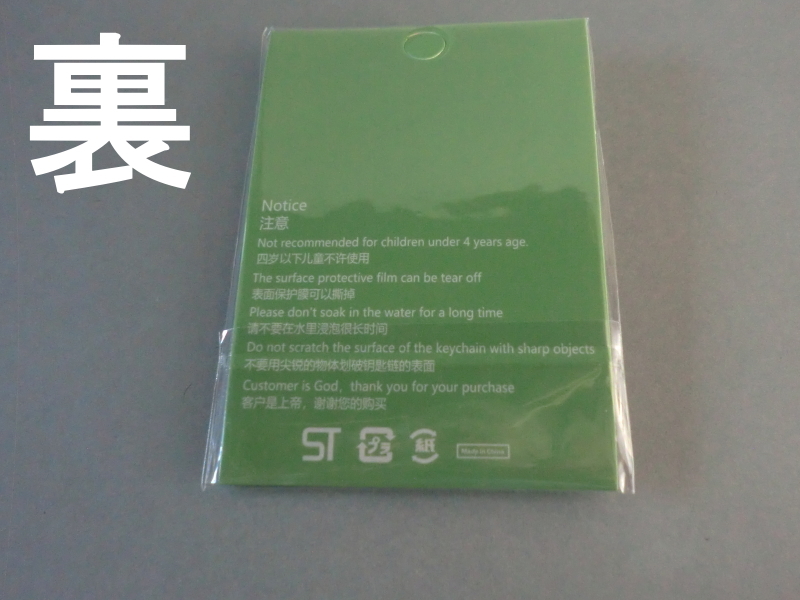 裏
Notice
注意
Not recommended for children under 4 years age.
四岁以下儿童不许使用
The surface protective film can be tear off
表面保护膜可以撕掉
Please don't soak in the water for a long time
请不要在水里浸泡很长时间
Do not scratch the surface of the keychain with sharp objects
不要用尖锐的物体划破钥匙链的表面
Customer is God, thank you for your purchase
客户是上帝，谢谢您的购买
ST プラ 紙 Made in China